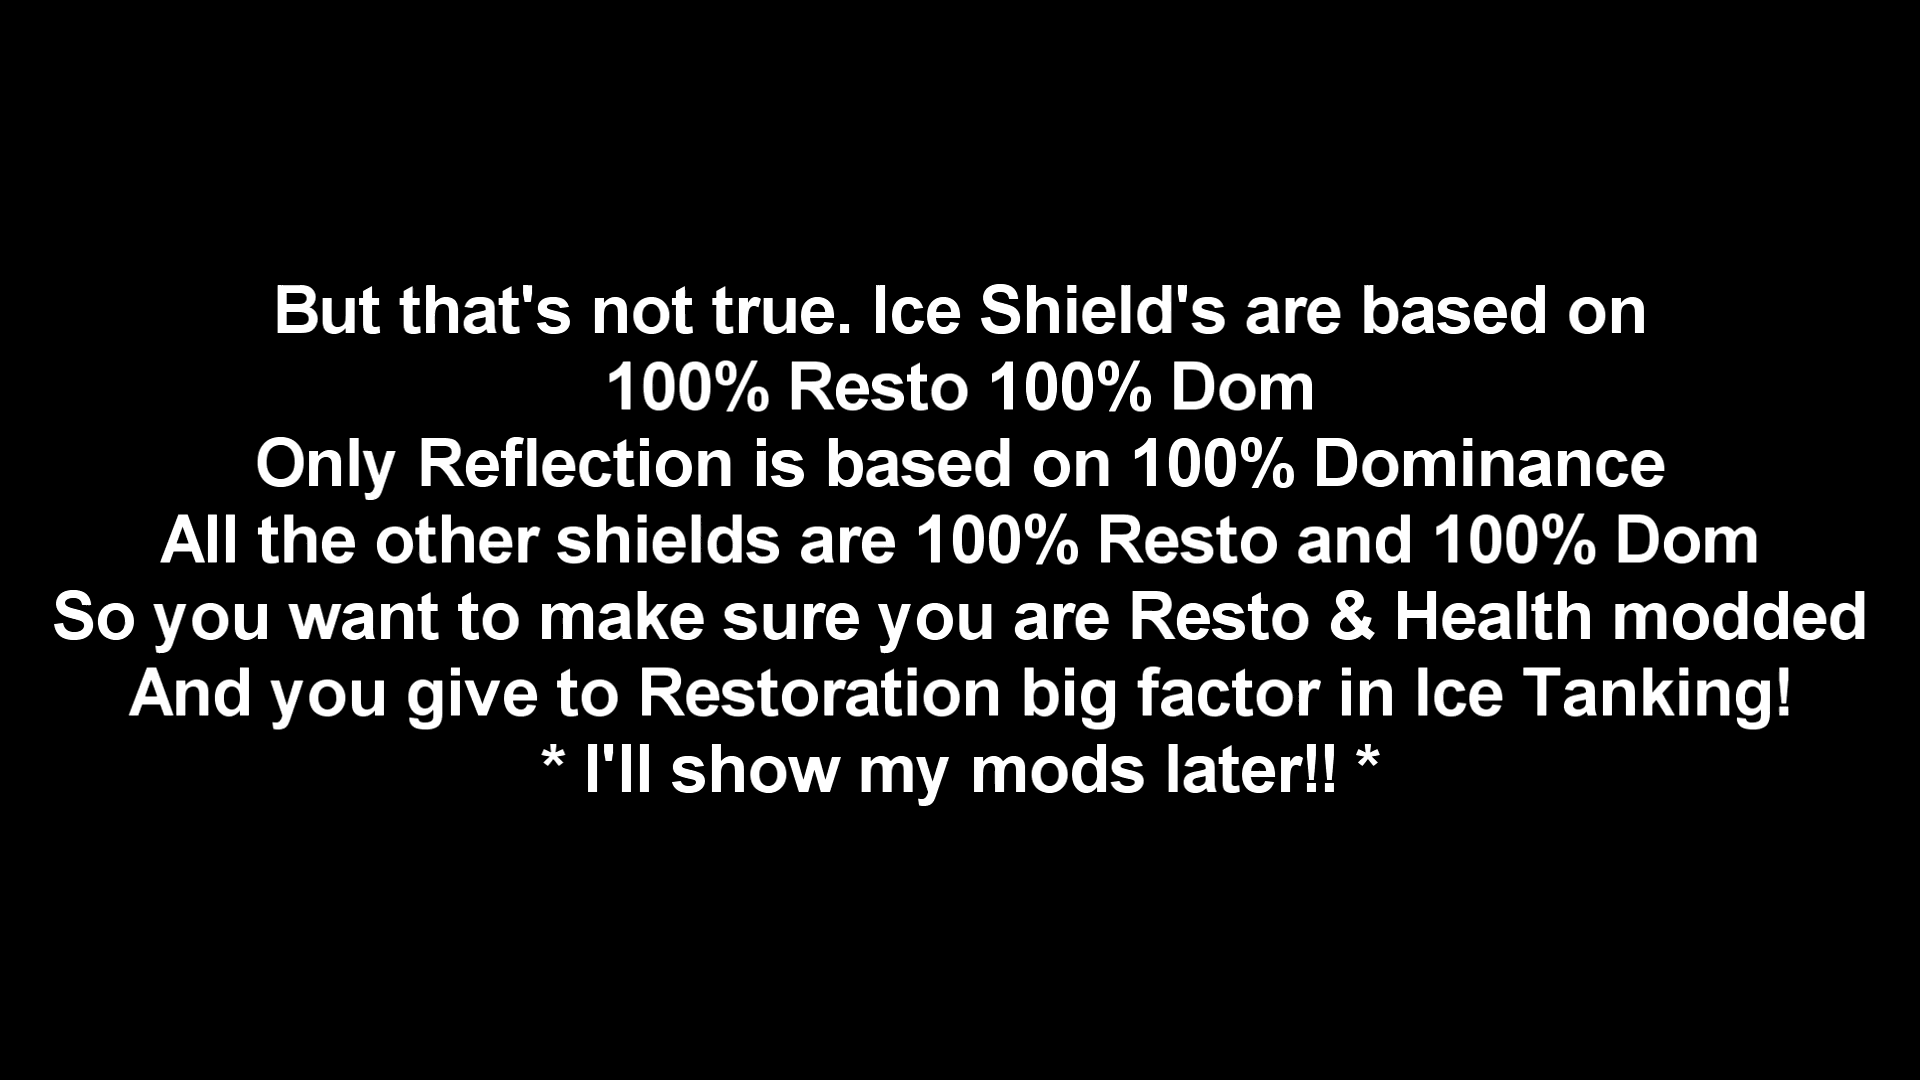 But that's not true. Ice Shield's are based on
100% Resto 100% Dom
Only Reflection is based on 100% Dominance
All the other shields are 100% Resto and 100% Dom
So you want to make sure you are Resto & Health modded
And you give to Restoration big factor in Ice Tanking!
* I'll show my mods later!! *